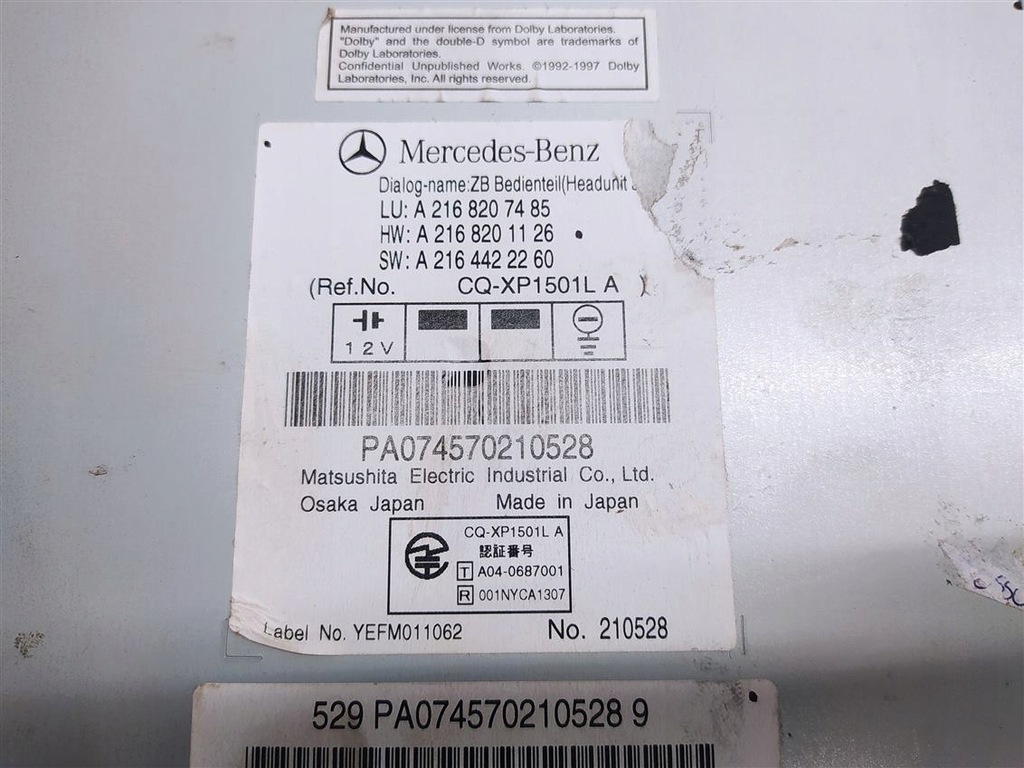 Manufactured under license from Dolby Laboratories.
"Dolby" and the double-D symbol are trademarks of
Dolby Laboratories.
Confidential Unpublished Works. ©1992-1997 Dolby
Laboratories, Inc. All rights reserved.
Mercedes-Benz
Dialog-name:ZB Bedienteil(Headunit
LU: A 216 820 74 85
HW: A 216 820 11 26
SW: A 216 442 22 60
(Ref.No. CQ-XP1501L A )
12V
PA074570210528
Matsushita Electric Industrial Co., Ltd.
Osaka Japan Made in Japan
CQ-XP1501L A
認証番号
T A04-0687001
R 001NYCA1307
Label No. YEFM011062 No. 210528
529 PA074570210528 9